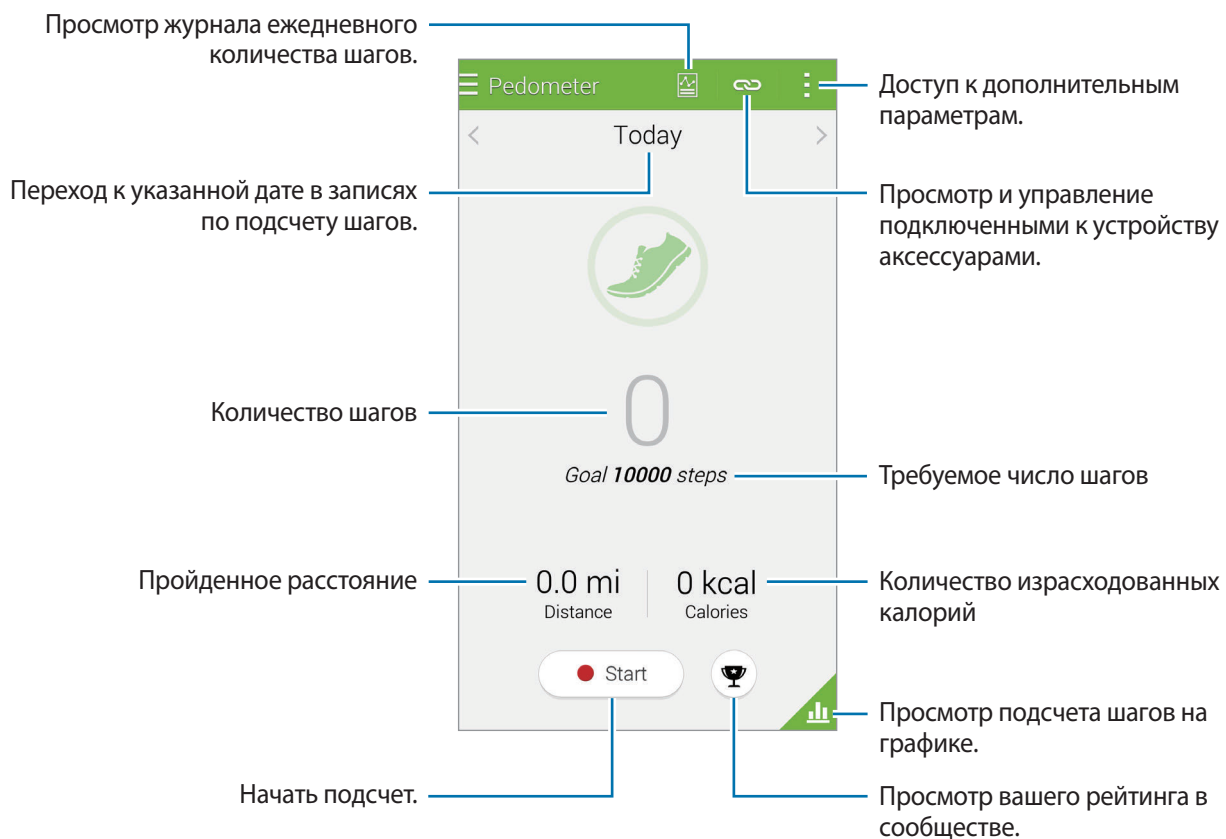 Просмотр журнала ежедневного
количества шагов.
Pedometer
Доступ к дополнительным
параметрам.
Today
Переход к указанной дате в записях
по подсчету шагов.
Просмотр и управление
подключенными к устройству
аксессуарами.
Количество шагов
0
Goal 10000 steps
Требуемое число шагов
Пройденное расстояние
0.0 mi
Distance
0 kcal
Calories
Количество израсходованных
калорий
Start
Просмотр подсчета шагов на
графике.
Начать подсчет.
Просмотр вашего рейтинга в
сообществе.